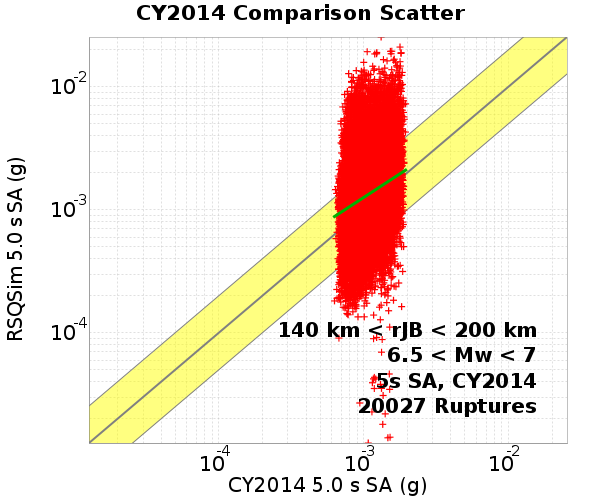 CY2014 Comparison Scatter
RSQSim 5.0 s SA (g)
10-2
10-3
10-4
140 km < rJB < 200 km
6.5 < Mw < 7
5s SA, CY2014
20027 Ruptures
10-4
10-3
10-2
CY2014 5.0 s SA (g)